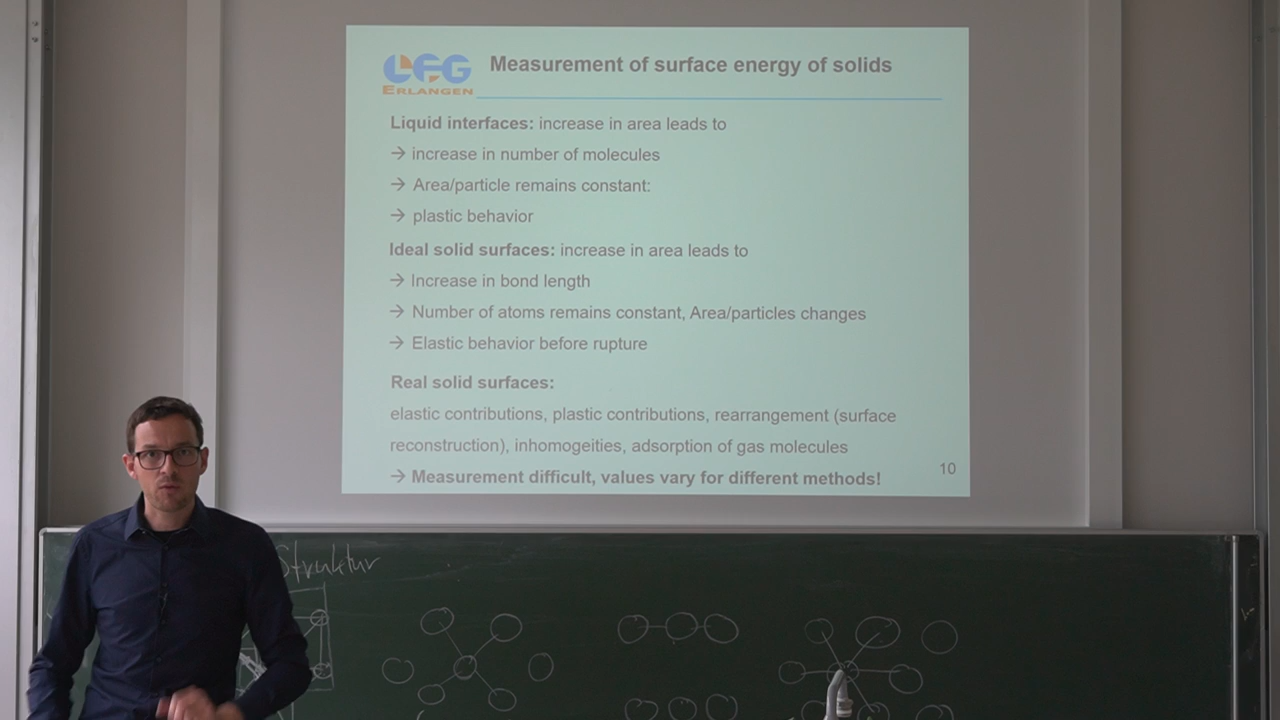 LFG
ERLANGEN
Measurement of surface energy of solids
Liquid interfaces: increase in area leads to
→ increase in number of molecules
→ Area/particle remains constant:
→ plastic behavior
Ideal solid surfaces: increase in area leads to
→ Increase in bond length
→ Number of atoms remains constant, Area/particles changes
→ Elastic behavior before rupture
Real solid surfaces:
elastic contributions, plastic contributions, rearrangement (surface
reconstruction), inhomogeities, adsorption of gas molecules
→ Measurement difficult, values vary for different methods!
10
Struktur